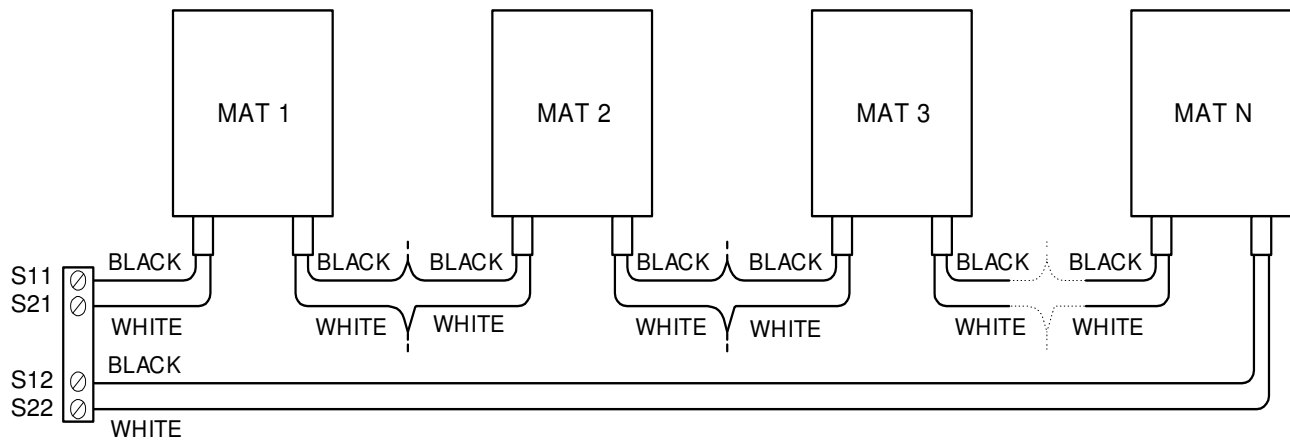 MAT 1
MAT 2
MAT 3
MAT N
S11
BLACK
BLACK
BLACK
BLACK
BLACK
BLACK
BLACK
S21
WHITE
WHITE
WHITE
WHITE
WHITE
WHITE
WHITE
S12
BLACK
S22
WHITE